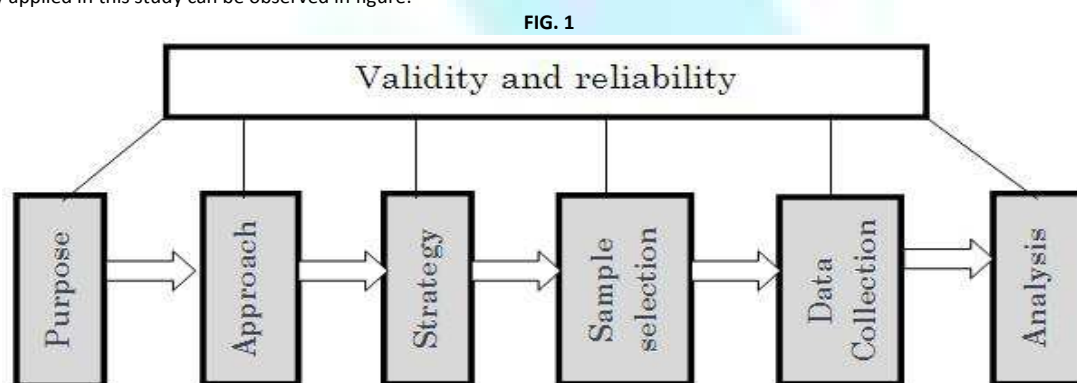 applied in this study can be observed in figure:
FIG. 1
Validity and reliability
Purpose
Approach
Strategy
Sample
selection
Data
Collection
Analysis